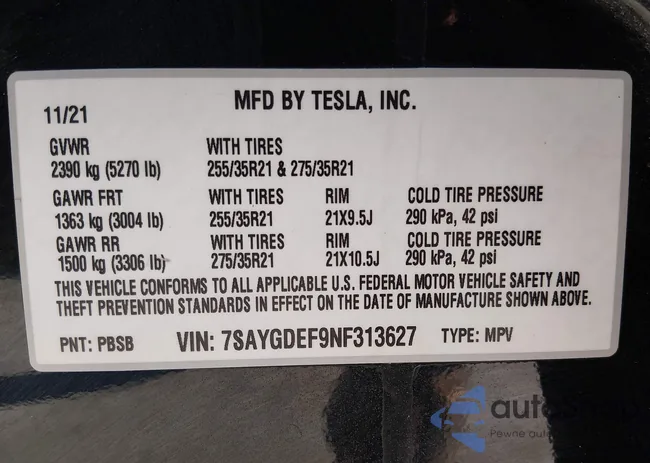 MFD BY TESLA, INC.
11/21
GVWR WITH TIRES
2390 kg (5270 lb) 255/35R21 & 275/35R21
GAWR FRT WITH TIRES RIM COLD TIRE PRESSURE
1363 kg (3004 lb) 255/35R21 21X9.5J 290 kPa, 42 psi
GAWR RR WITH TIRES RIM COLD TIRE PRESSURE
1500 kg (3306 lb) 275/35R21 21X10.5J 290 kPa, 42 psi
THIS VEHICLE CONFORMS TO ALL APPLICABLE U.S. FEDERAL MOTOR VEHICLE SAFETY AND
THEFT PREVENTION STANDARDS IN EFFECT ON THE DATE OF MANUFACTURE SHOWN ABOVE.
PNT: PBSB VIN: 7SAYGDEF9NF313627 TYPE: MPV
Pewne